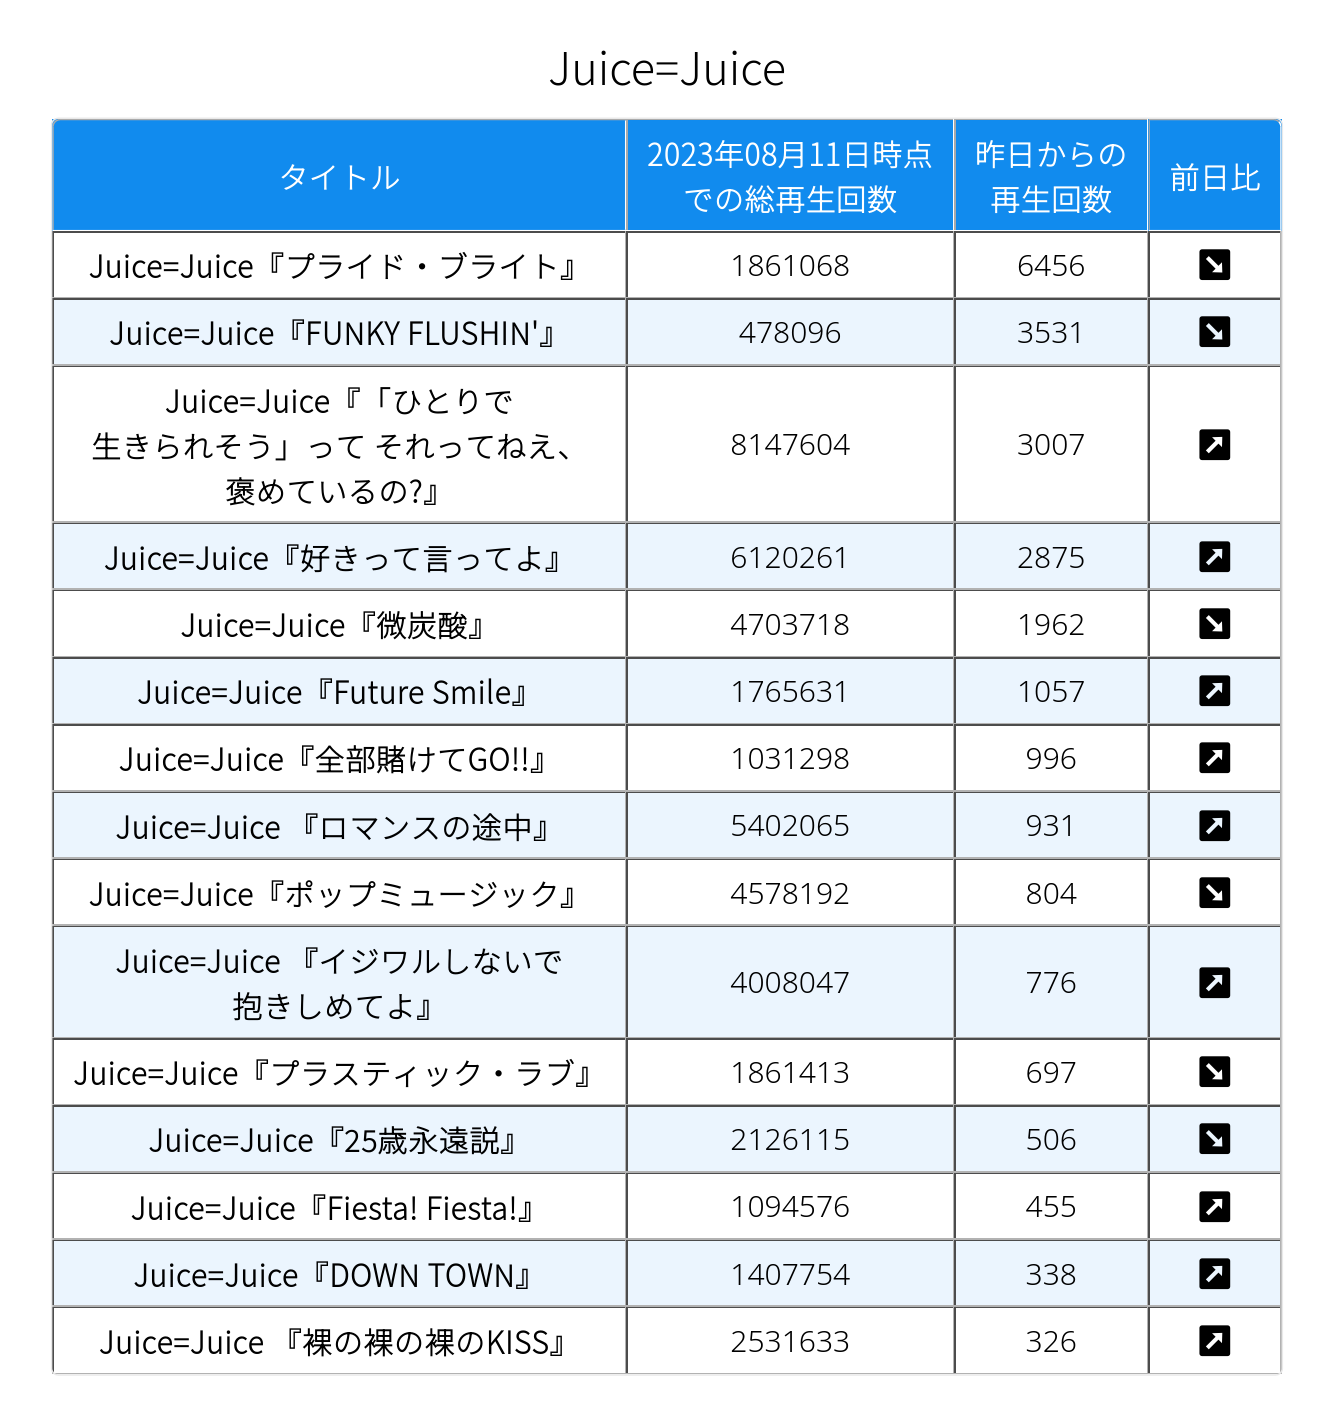 Juice=Juice
タイトル
2023年08月11日時点
での総再生回数
昨日からの
再生回数
前日比
Juice=Juice『プライド・ブライト』 1861068 6456 ↘
Juice=Juice『FUNKY FLUSHIN'』 478096 3531 ↘
Juice=Juice『「ひとりで
生きられそう」って それってねえ、
褒めているの?』 8147604 3007 ↗
Juice=Juice『好きって言ってよ』 6120261 2875 ↗
Juice=Juice『微炭酸』 4703718 1962 ↘
Juice=Juice『Future Smile』 1765631 1057 ↗
Juice=Juice『全部賭けてGO!!』 1031298 996 ↗
Juice=Juice 『ロマンスの途中』 5402065 931 ↗
Juice=Juice『ポップミュージック』 4578192 804 ↘
Juice=Juice 『イジワルしないで
抱きしめてよ』 4008047 776 ↗
Juice=Juice『プラスティック・ラブ』 1861413 697 ↘
Juice=Juice『25歳永遠説』 2126115 506 ↘
Juice=Juice『Fiesta! Fiesta!』 1094576 455 ↗
Juice=Juice『DOWN TOWN』 1407754 338 ↗
Juice=Juice 『裸の裸の裸のKISS』 2531633 326 ↗